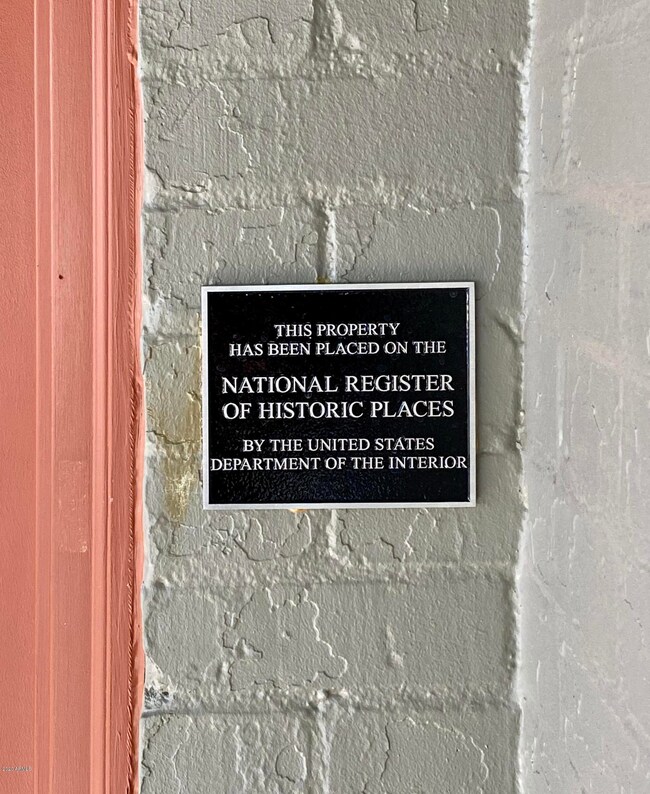 THIS PROPERTY
HAS BEEN PLACED ON THE
NATIONAL REGISTER
OF HISTORIC PLACES
BY THE UNITED STATES
DEPARTMENT OF THE INTERIOR